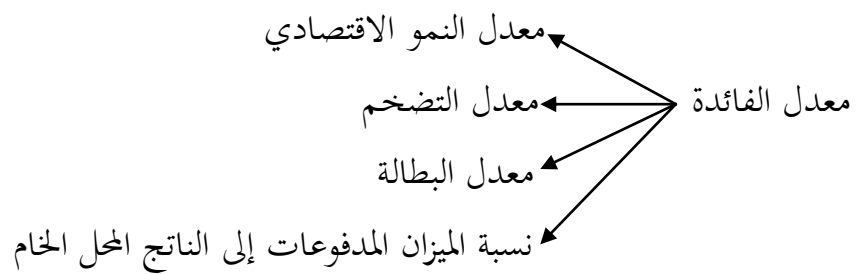 معدل النمو الاقتصادي
معدل الفائدة
معدل التضخم
معدل البطالة
نسبة الميزان المدفوعات إلى الناتج المحل الخام